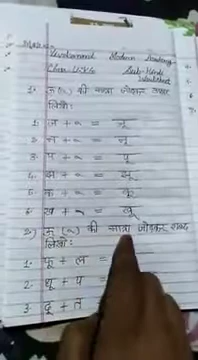 Vivekanand Modern Academy
Class U.K.G Sub-Hindi
Worksheet
1. ऊ (ू) की मात्रा जोड़कर शब्द
लिखो:
1. ज + ू = जू
2. न + ू = नू
3. प + ू = पू
5. क + ू = कू
6. ख + ू = खू
2) ऊ (ू) की मात्रा जोड़कर शब्द
लिखो:
1. फू + ल =
2. धू + प =
3. दू + त